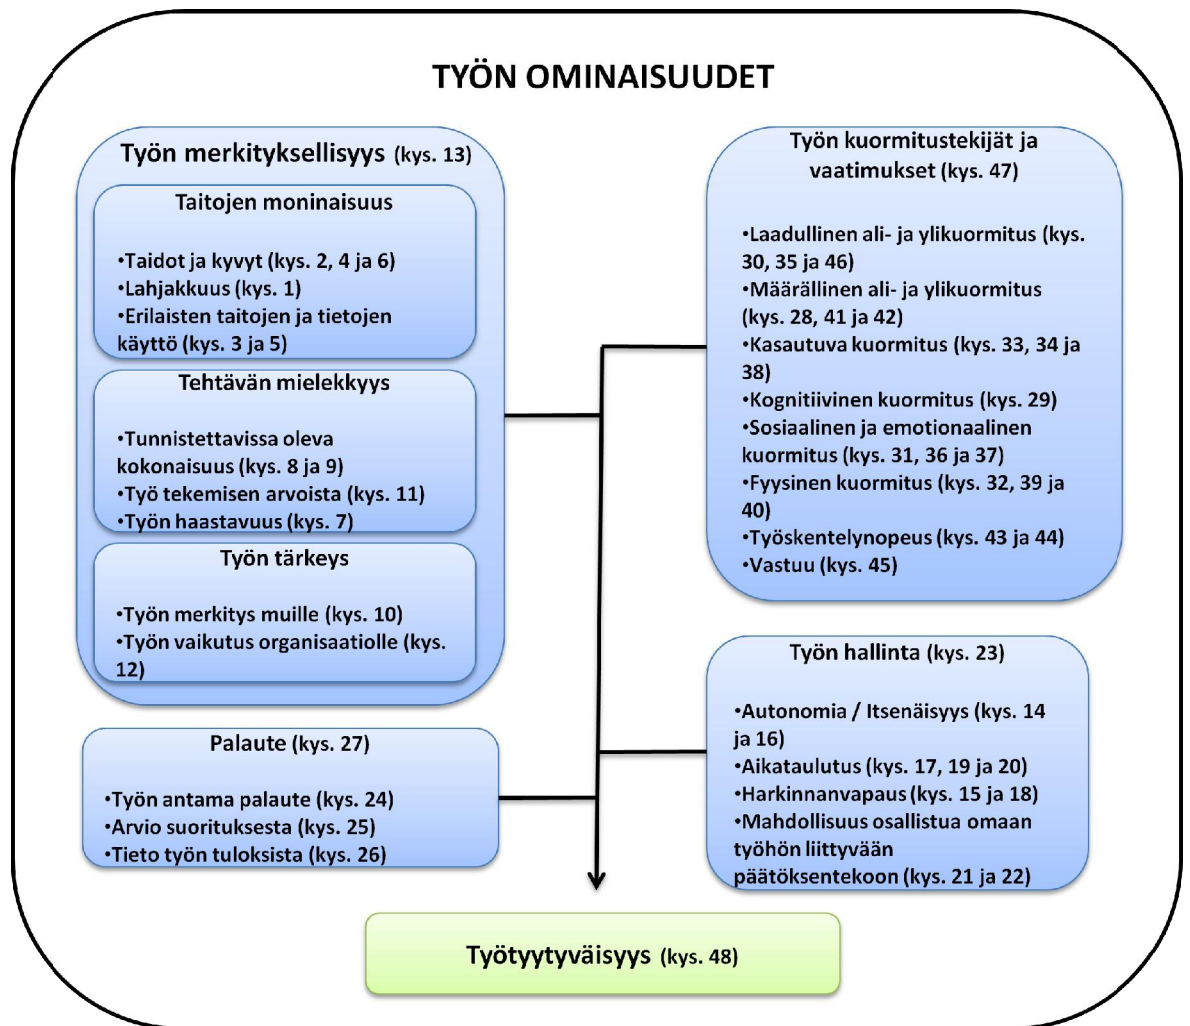 TYÖN OMINAISUUDET
Työn merkityksellisyys (kys. 13)
Taitojen moninaisuus
•Taidot ja kyvyt (kys. 2, 4 ja 6)
•Lahjakkuus (kys. 1)
•Erilaisten taitojen ja tietojen
käyttö (kys. 3 ja 5)
Tehtävän mielekkyys
•Tunnistettavissa oleva
kokonaisuus (kys. 8 ja 9)
•Työ tekemisen arvoista (kys. 11)
•Työn haastavuus (kys. 7)
Työn tärkeys
•Työn merkitys muille (kys. 10)
•Työn vaikutus organisaatiolle (kys.
12)
Palaute (kys. 27)
•Työn antama palaute (kys. 24)
•Arvio suorituksesta (kys. 25)
•Tieto työn tuloksista (kys. 26)
Työn kuormitustekijät ja
vaatimukset (kys. 47)
•Laadullinen ali- ja ylikuormitus (kys.
30, 35 ja 46)
•Määrällinen ali- ja ylikuormitus
(kys. 28, 41 ja 42)
•Kasautuva kuormitus (kys. 33, 34 ja
38)
•Kognitiivinen kuormitus (kys. 29)
•Sosiaalinen ja emotionaalinen
kuormitus (kys. 31, 36 ja 37)
•Fyysinen kuormitus (kys. 32, 39 ja
40)
•Työskentelynopeus (kys. 43 ja 44)
•Vastuu (kys. 45)
Työn hallinta (kys. 23)
•Autonomia / Itsenäisyys (kys. 14
ja 16)
•Aikataulutus (kys. 17, 19 ja 20)
•Harkinnanvapaus (kys. 15 ja 18)
•Mahdollisuus osallistua omaan
työhön liittyvään
päätöksentekoon (kys. 21 ja 22)
Työtyytyväisyys (kys. 48)